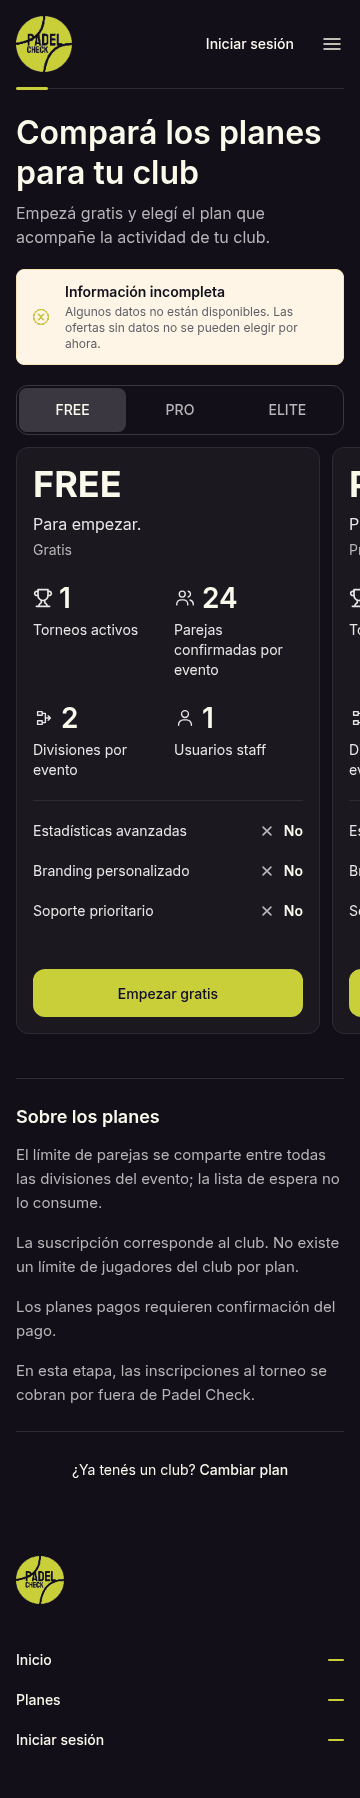 PADEL
CHECK
Iniciar sesión
Compará los planes
para tu club
Empezá gratis y elegí el plan que
acompañe la actividad de tu club.
Información incompleta
Algunos datos no están disponibles. Las
ofertas sin datos no se pueden elegir por
ahora.
FREE PRO ELITE
FREE
Para empezar.
Gratis
1 24
Torneos activos Parejas
confirmadas por
evento
2 1
Divisiones por Usuarios staff
evento
Estadísticas avanzadas No
Branding personalizado No
Soporte prioritario No
Empezar gratis
Sobre los planes
El límite de parejas se comparte entre todas
las divisiones del evento; la lista de espera no
lo consume.
La suscripción corresponde al club. No existe
un límite de jugadores del club por plan.
Los planes pagos requieren confirmación del
pago.
En esta etapa, las inscripciones al torneo se
cobran por fuera de Padel Check.
¿Ya tenés un club? Cambiar plan
PADEL
CHECK
Inicio
Planes
Iniciar sesión